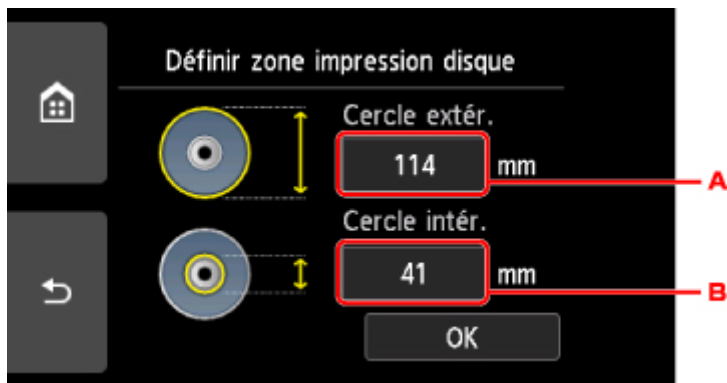 Définir zone impression disque
Cercle extér.
114 mm
A
Cercle intér.
41 mm
B
OK